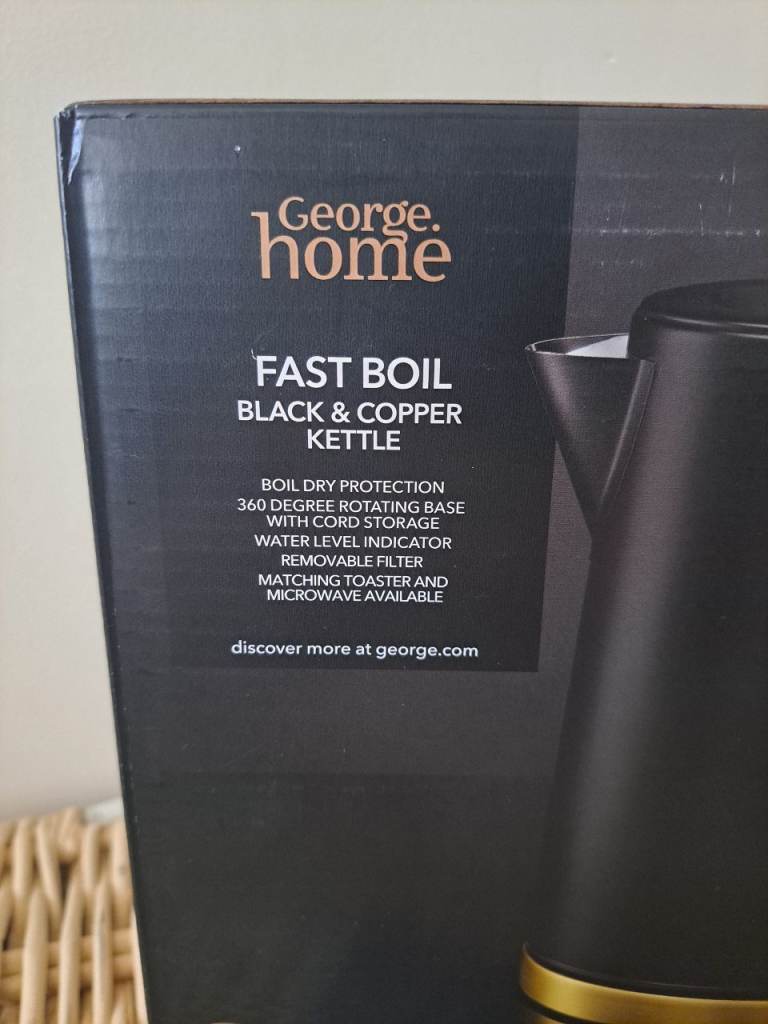 George.
home
FAST BOIL
BLACK & COPPER
KETTLE
BOIL DRY PROTECTION
360 DEGREE ROTATING BASE
WITH CORD STORAGE
WATER LEVEL INDICATOR
REMOVABLE FILTER
MATCHING TOASTER AND
MICROWAVE AVAILABLE
discover more at george.com